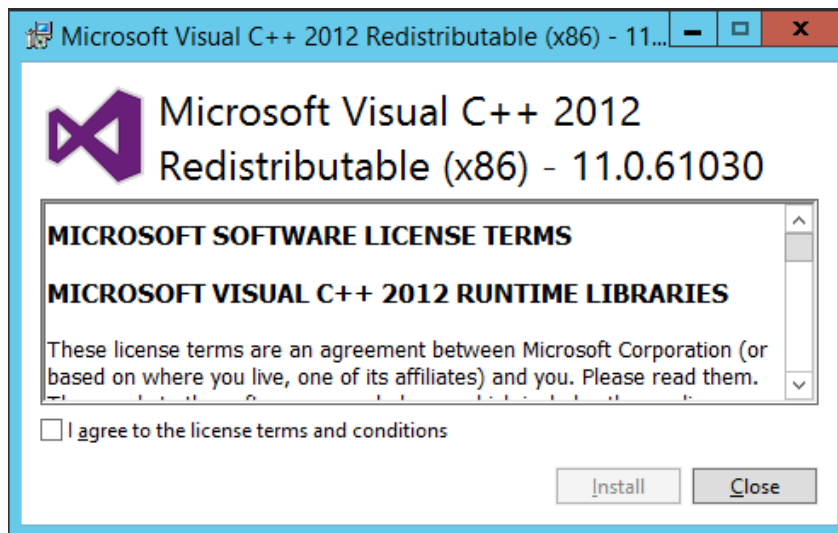 Microsoft Visual C++ 2012 Redistributable (x86) - 11...
Microsoft Visual C++ 2012
Redistributable (x86) - 11.0.61030
MICROSOFT SOFTWARE LICENSE TERMS
MICROSOFT VISUAL C++ 2012 RUNTIME LIBRARIES
These license terms are an agreement between Microsoft Corporation (or
based on where you live, one of its affiliates) and you. Please read them.
I agree to the license terms and conditions
Install
Close